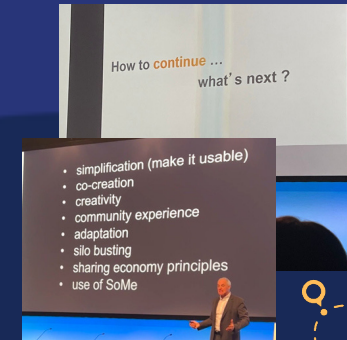 How to continue ...
what's next ?
• simplification (make it usable)
• co-creation
• creativity
• community experience
• adaptation
• silo busting
• sharing economy principles
• use of SoMe